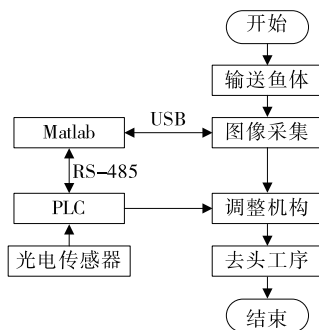 开始
输送鱼体
USB
Matlab
图像采集
RS-485
PLC
调整机构
光电传感器
去头工序
结束